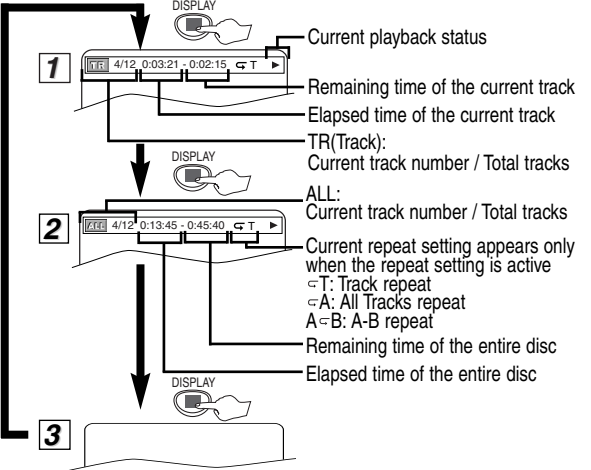 DISPLAY
Current playback status
1
TR 4/12 0:03:21 - 0:02:15 T ►
Remaining time of the current track
Elapsed time of the current track
TR(Track):
Current track number / Total tracks
DISPLAY
ALL:
Current track number / Total tracks
2
ALL 4/12 0:13:45 - 0:45:40 T ►
Current repeat setting appears only
when the repeat setting is active
T: Track repeat
A: All Tracks repeat
A B: A-B repeat
Remaining time of the entire disc
Elapsed time of the entire disc
DISPLAY
3